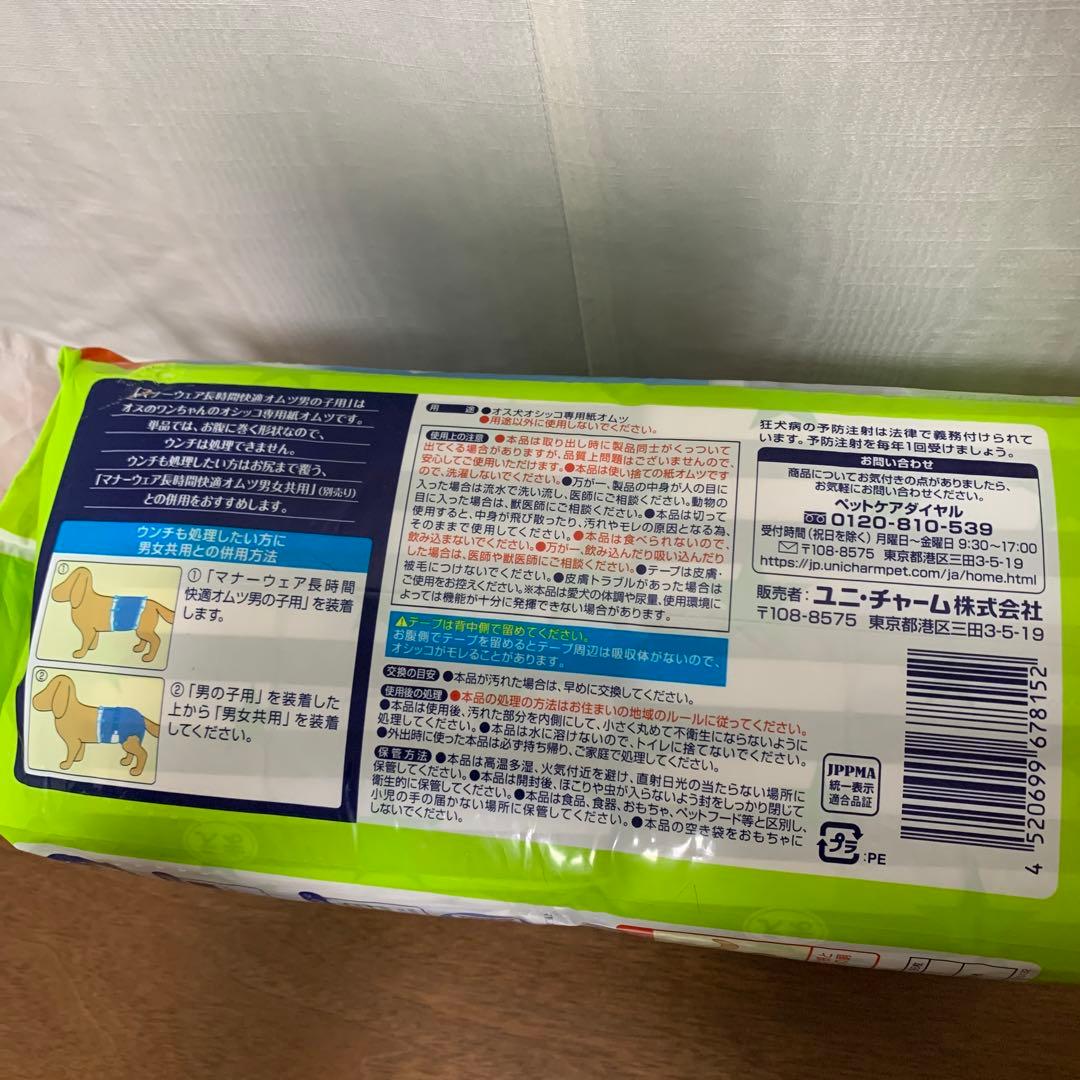 「マナーウェア長時間快適オムツ男の子用」は
オスのワンちゃんのオシッコ専用紙オムツです。
単品では、お腹に巻く形状なので、
ウンチは処理できません。
ウンチも処理したい方はお尻まで覆う、
「マナーウェア長時間快適オムツ男女共用」(別売り)
との併用をおすすめします。
ウンチも処理したい方に
男女共用との併用方法
①
①「マナーウェア長時間
快適オムツ男の子用」を装着
します。
②
②「男の子用」を装着した
上から「男女共用」を装着
してください。
用途 ●オス犬オシッコ専用紙オムツ
●用途以外に使用しないでください。
使用上の注意 ●本品は取り出し時に製品同士がくっついて
出てくる場合がありますが、品質上問題はございませんので、
安心してご使用いただけます。●本品は使い捨ての紙オムツです
ので、洗濯しないでください。●万が一、製品の中身が人の目に
入った場合は流水で洗い流し、医師にご相談ください。動物の
目に入った場合は、獣医師にご相談ください。●本品は切って
使用すると、中身が飛び散ったり、汚れやモレの原因となる為、
そのままで使用してください。●本品は食べられないので、
飲み込まないでください。●万が一、飲み込んだり吸い込んだり
した場合は、医師や獣医師にご相談ください。●テープは皮膚・
被毛につけないでください。●皮膚トラブルがあった場合は
ご使用をお控えください。※本品は愛犬の体調や尿量、使用環境に
よっては機能が十分に発揮できない場合があります。
⚠テープは背中側で留めてください。
お腹側でテープを留めるとテープ周辺は吸収体がないので、
オシッコがモレることがあります。
交換の目安 ●本品が汚れた場合は、早めに交換してください。
使用後の処理 ●本品の処理の方法はお住まいの地域のルールに従ってください。
●本品は使用後、汚れた部分を内側にして、小さく丸めて不衛生にならないように
処理してください。●本品は水に溶けないので、トイレに捨てないでください。
●外出時に使った本品は必ず持ち帰り、ご家庭で処理してください。
保管方法 ●本品は高温多湿、火気付近を避け、直射日光の当たらない場所に
保管してください。●本品は開封後、ほこりや虫が入らないよう封をしっかり閉じて
衛生的に保管してください。●本品は食品、食器、おもちゃ、ペットフード等と区別し、
小児の手の届かない場所に保管してください。●本品の空き袋をおもちゃに
しないでください。
狂犬病の予防注射は法律で義務付けられて
います。予防注射を毎年1回受けましょう。
お問い合わせ
商品についてお気付きの点がありましたら、
お気軽にお問い合わせください。
ペットケアダイヤル
0120-810-539
受付時間(祝日を除く) 月曜日〜金曜日 9:30〜17:00
〒108-8575 東京都港区三田3-5-19
https://jp.unicharmpet.com/ja/home.html
販売者:ユニ・チャーム株式会社
〒108-8575 東京都港区三田3-5-19
JPPMA
統一表示
適合品証
プラ :PE
4520699678152